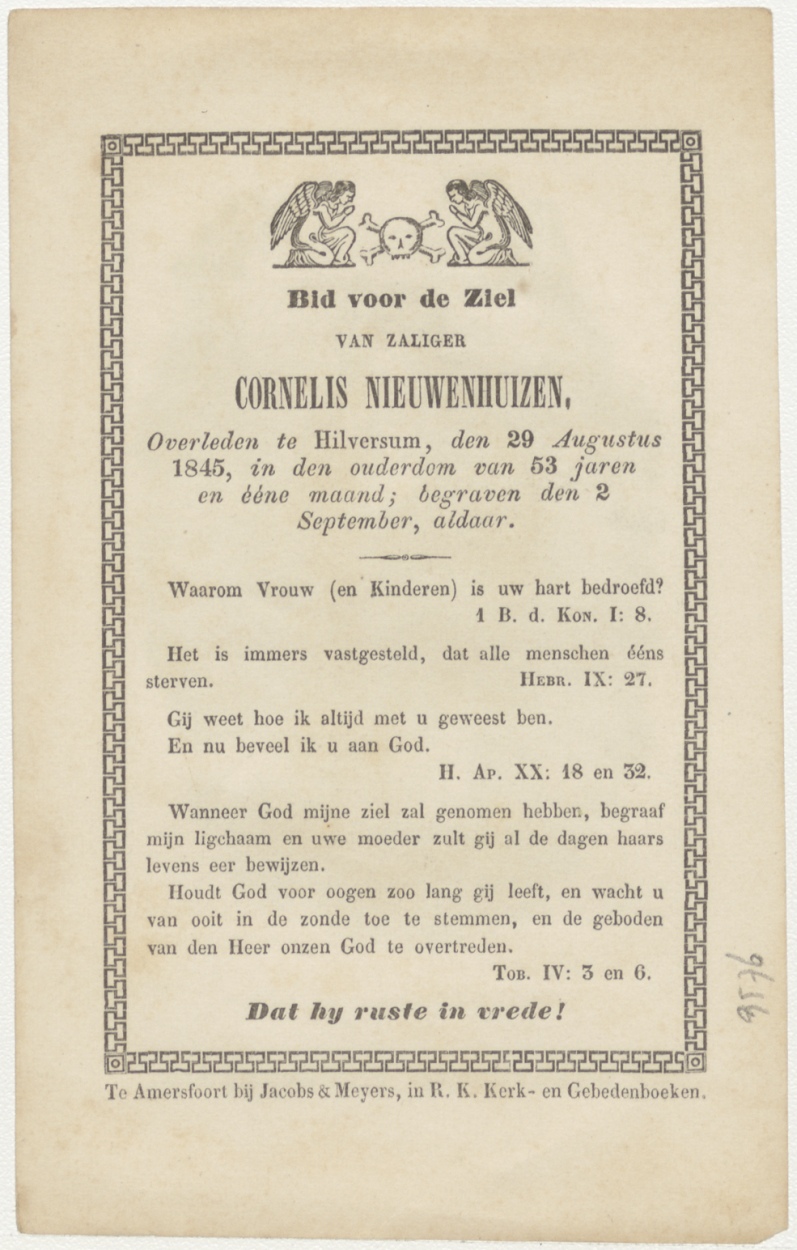 Bid voor de Ziel
VAN ZALIGER
CORNELIS NIEUWENHUIZEN,
Overleden te Hilversum, den 29 Augustus
1845, in den ouderdom van 53 jaren
en ééne maand; begraven den 2
September, aldaar.
Waarom Vrouw (en Kinderen) is uw hart bedroefd?
1 B. d. Kon. I: 8.
Het is immers vastgesteld, dat alle menschen ééns
sterven. Hebr. IX: 27.
Gij weet hoe ik altijd met u geweest ben.
En nu beveel ik u aan God.
H. Ap. XX: 18 en 32.
Wanneer God mijne ziel zal genomen hebben, begraaf
mijn ligchaam en uwe moeder zult gij al de dagen haars
levens eer bewijzen.
Houdt God voor oogen zoo lang gij leeft, en wacht u
van ooit in de zonde toe te stemmen, en de geboden
van den Heer onzen God te overtreden.
Tob. IV: 3 en 6.
Dat hy ruste in vrede!
Te Amersfoort bij Jacobs & Meyers, in R. K. Kerk- en Gebedenboeken.